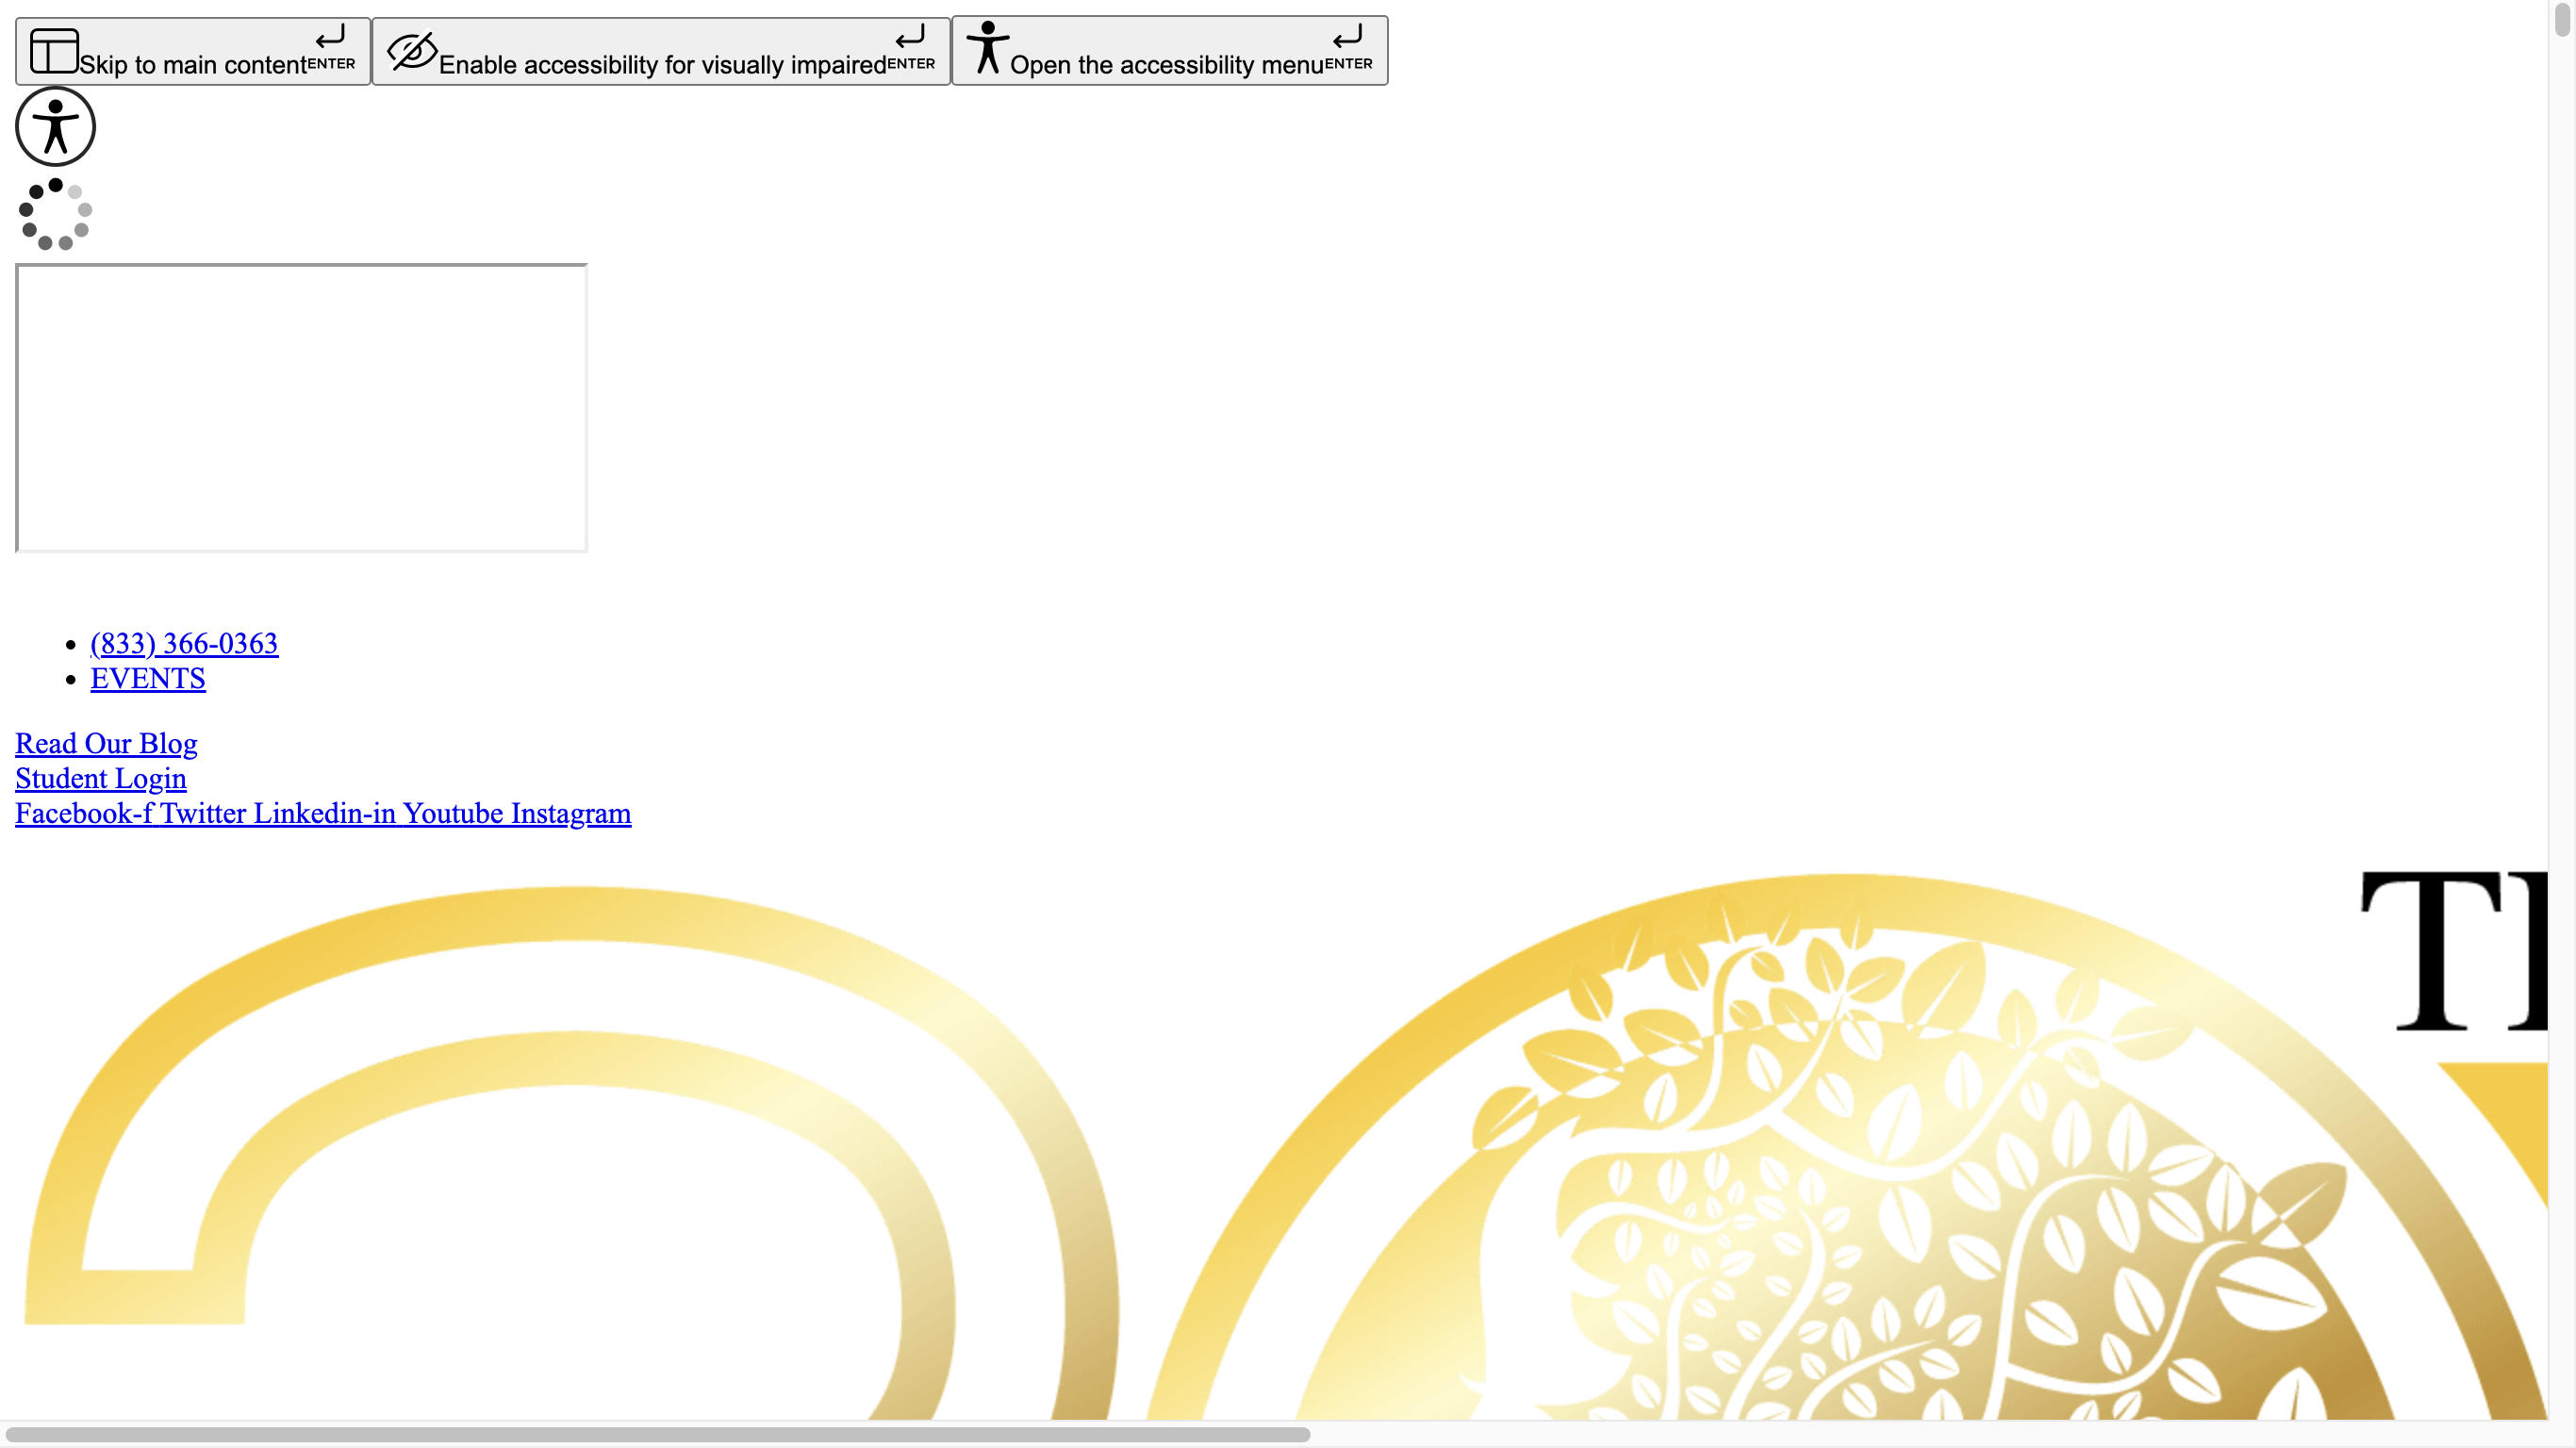 Skip to main content ENTER Enable accessibility for visually impaired ENTER Open the accessibility menu ENTER
(833) 366-0363
EVENTS
Read Our Blog
Student Login
Facebook-f Twitter Linkedin-in Youtube Instagram